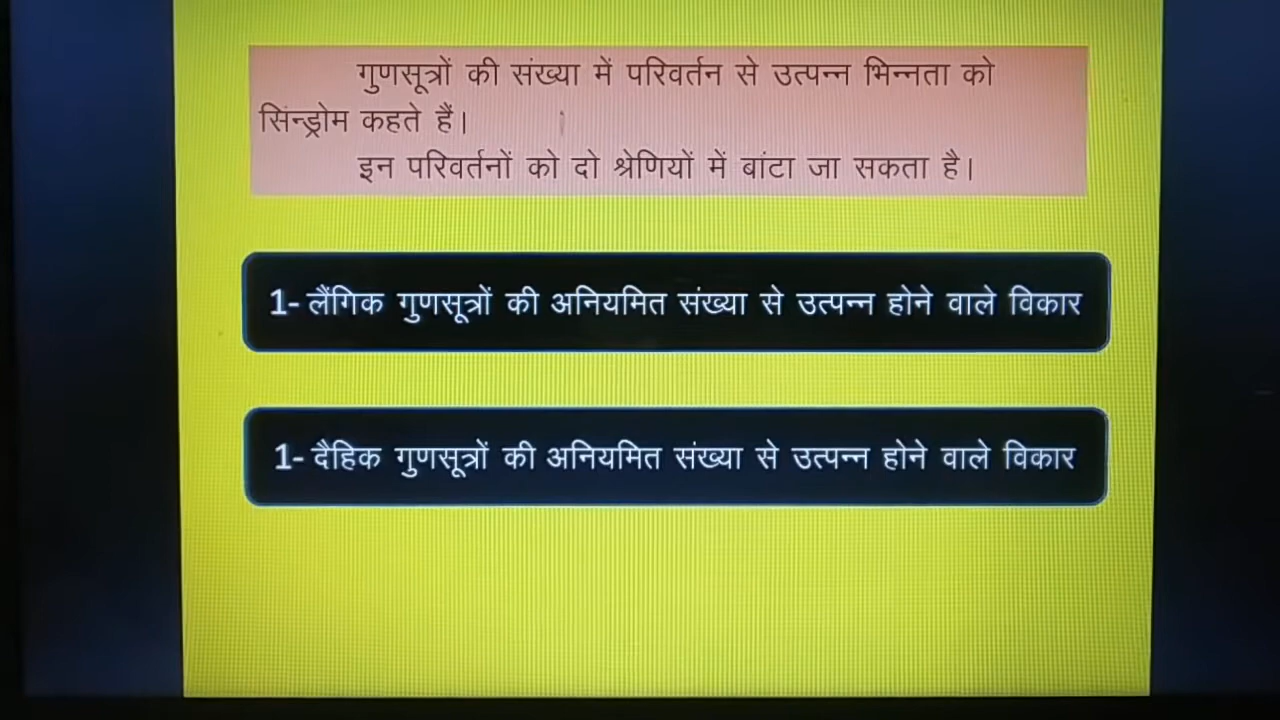 गुणसूत्रों की संख्या में परिवर्तन से उत्पन्न भिन्नता को
सिन्ड्रोम कहते हैं।
इन परिवर्तनों को दो श्रेणियों में बांटा जा सकता है।
1- लैंगिक गुणसूत्रों की अनियमित संख्या से उत्पन्न होने वाले विकार
1- दैहिक गुणसूत्रों की अनियमित संख्या से उत्पन्न होने वाले विकार